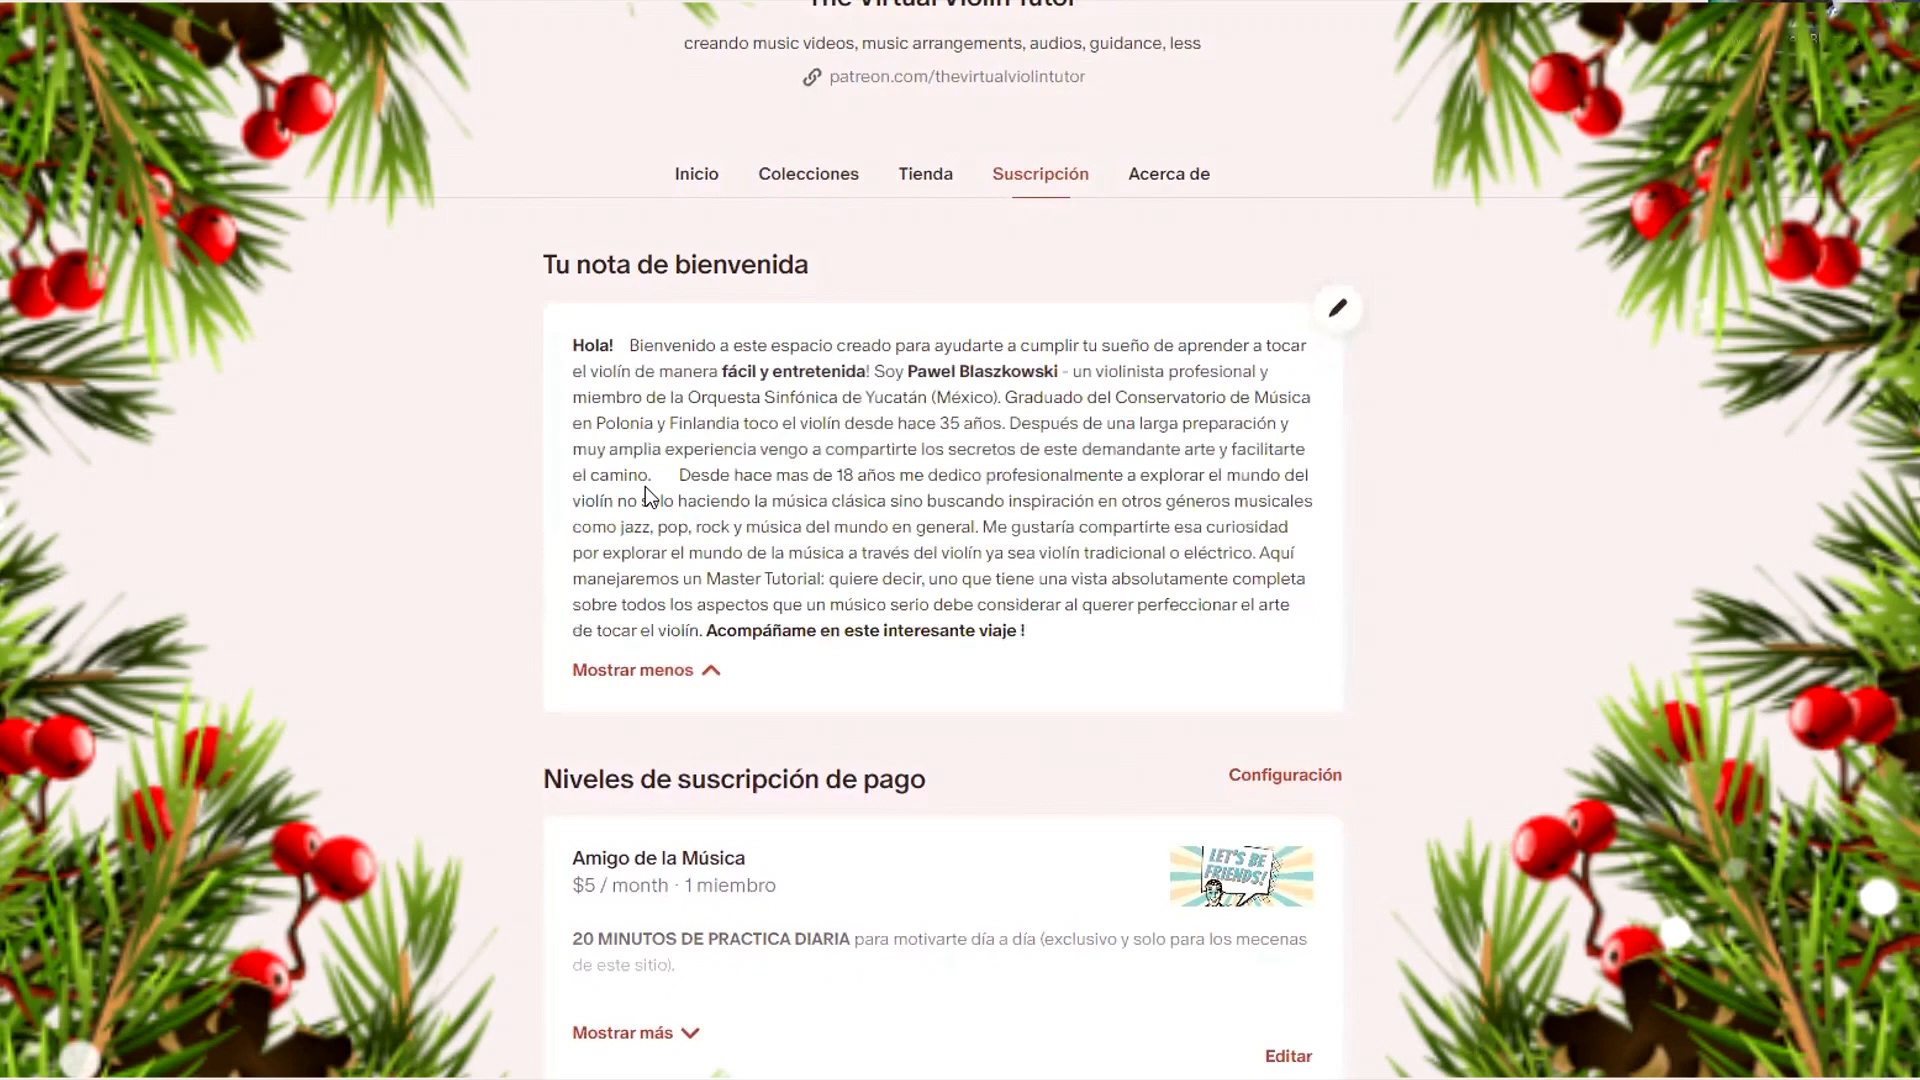 The Virtual Violin Tutor
creando music videos, music arrangements, audios, guidance, less
patreon.com/thevirtualviolintutor
Inicio Colecciones Tienda Suscripción Acerca de
Tu nota de bienvenida
Hola! Bienvenido a este espacio creado para ayudarte a cumplir tu sueño de aprender a tocar
el violín de manera fácil y entretenida! Soy Pawel Blaszkowski - un violinista profesional y
miembro de la Orquesta Sinfónica de Yucatán (México). Graduado del Conservatorio de Música
en Polonia y Finlandia toco el violín desde hace 35 años. Después de una larga preparación y
muy amplia experiencia vengo a compartirte los secretos de este demandante arte y facilitarte
el camino. Desde hace mas de 18 años me dedico profesionalmente a explorar el mundo del
violín no solo haciendo la música clásica sino buscando inspiración en otros géneros musicales
como jazz, pop, rock y música del mundo en general. Me gustaría compartirte esa curiosidad
por explorar el mundo de la música a través del violín ya sea violín tradicional o eléctrico. Aquí
manejaremos un Master Tutorial: quiere decir, uno que tiene una vista absolutamente completa
sobre todos los aspectos que un músico serio debe considerar al querer perfeccionar el arte
de tocar el violín. Acompáñame en este interesante viaje !
Mostrar menos
Niveles de suscripción de pago
Configuración
Amigo de la Música
$5 / month · 1 miembro
LET'S BE
FRIENDS!
20 MINUTOS DE PRACTICA DIARIA para motivarte día a día (exclusivo y solo para los mecenas
de este sitio).
Mostrar más
Editar